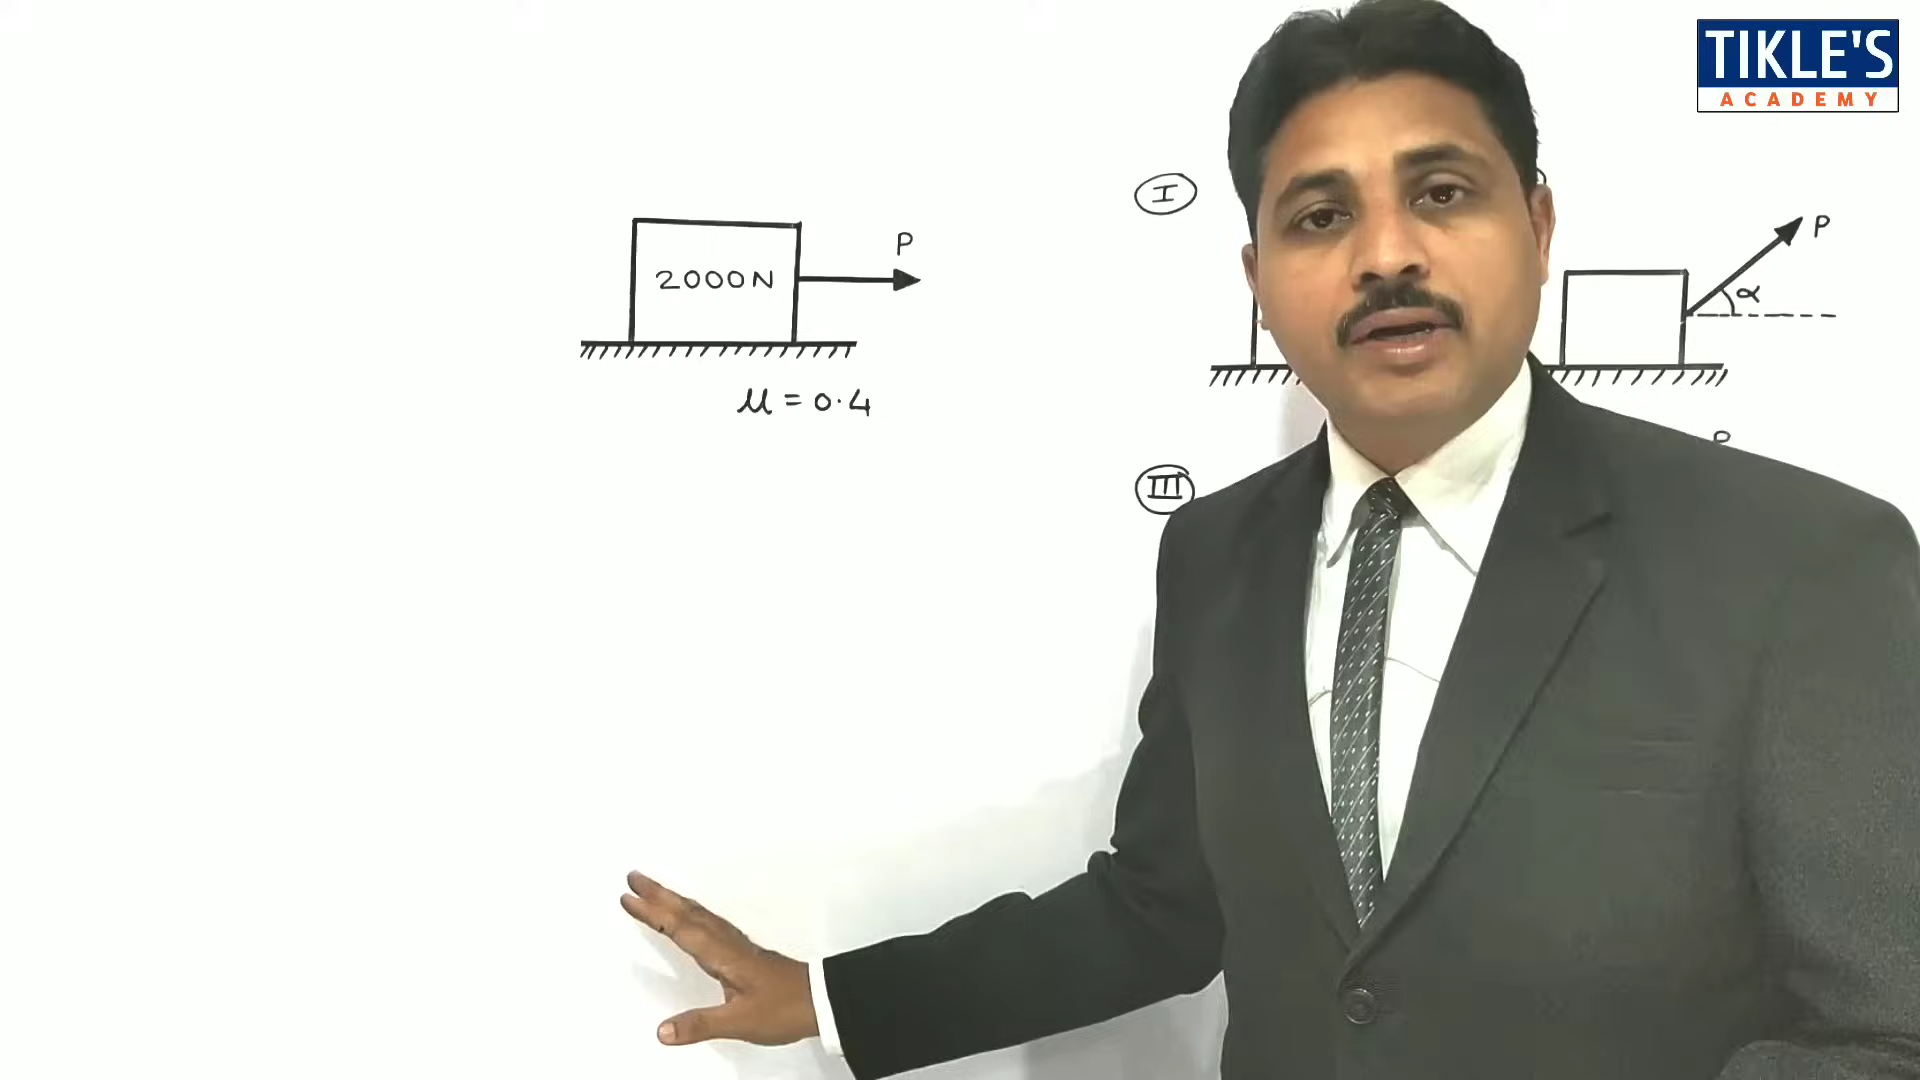 TIKLE'S
ACADEMY
I
P
P
2000N
α
μ = 0.4
P
III